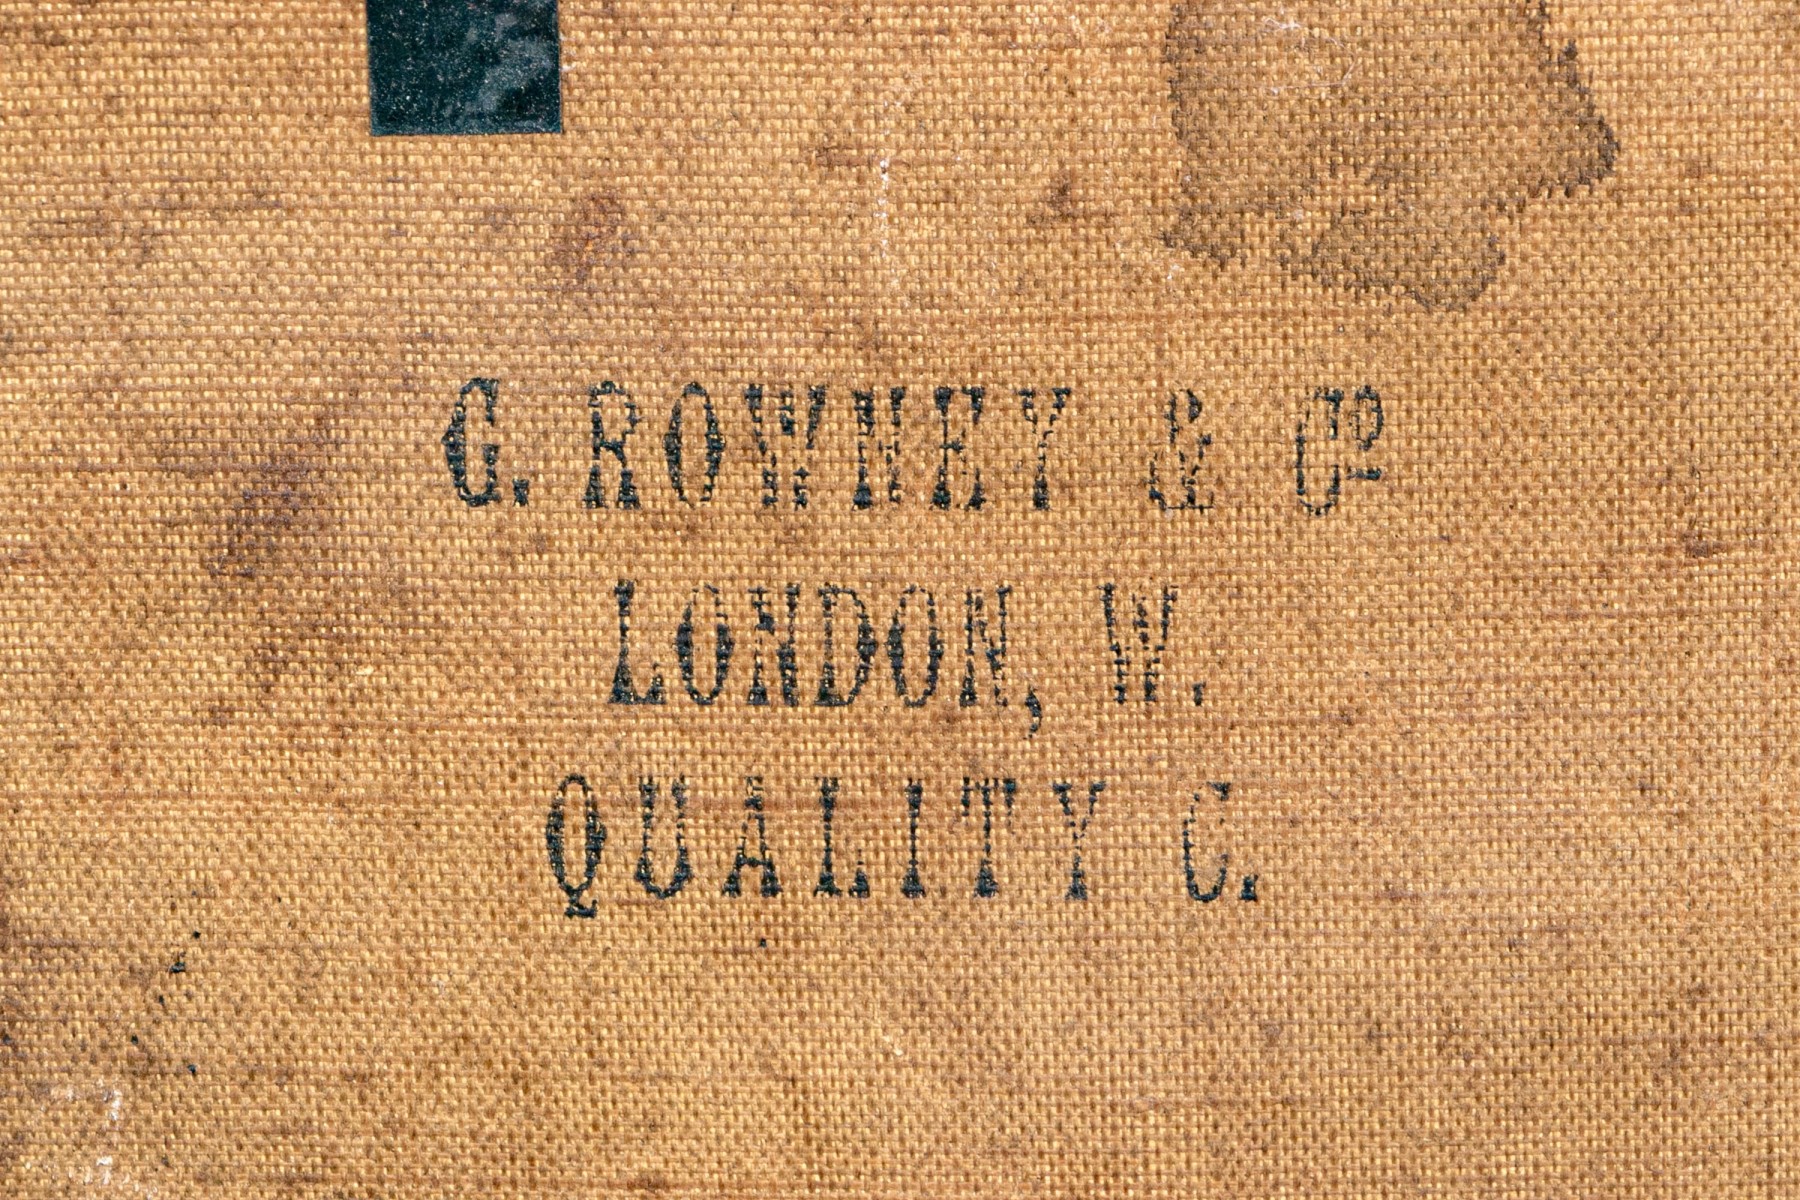 G. ROWNEY & Cº
LONDON, W.
QUALITY C.